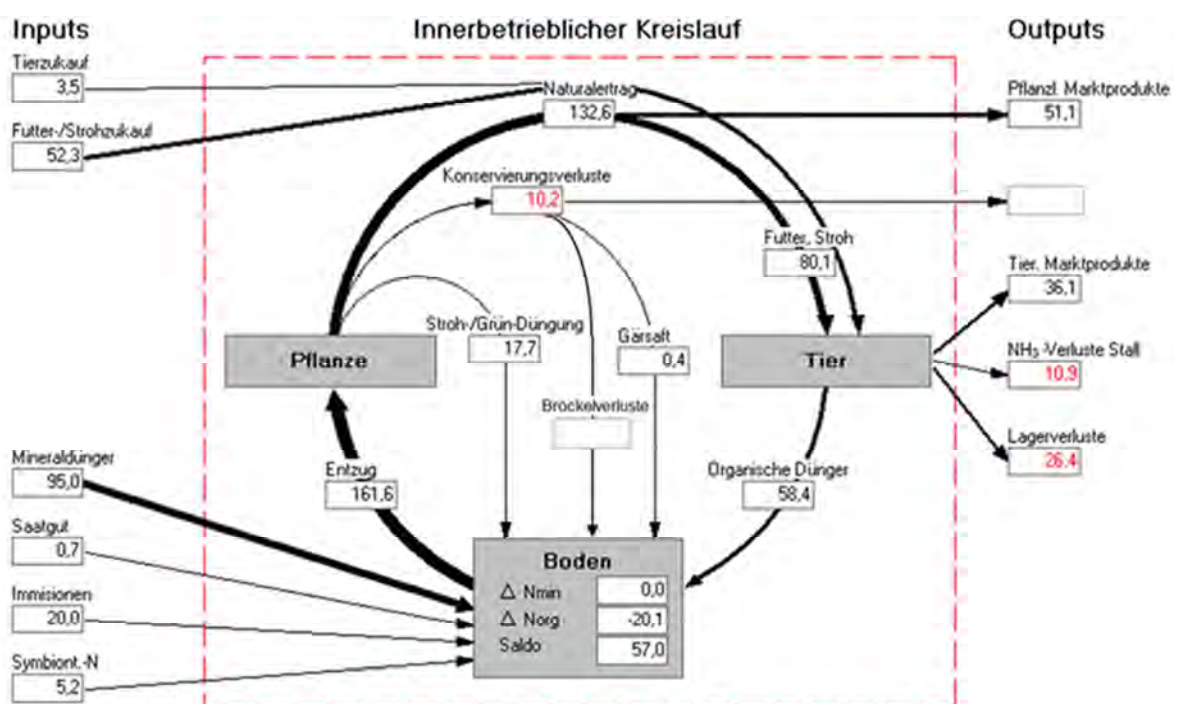 Inputs
Innerbetrieblicher Kreislauf
Outputs
Tierzukauf
3,5
Futter-/Strohzukauf
52,3
Naturalertrag
132,6
Pflanzl. Marktprodukte
51,1
Konservierungsverluste
10,2
Futter, Stroh
80,1
Tier. Marktprodukte
36,1
Stroh-/Grün-Düngung
17,7
Gärsaft
0,4
NH₃-Verluste Stall
10,9
Pflanze
Tier
Bröckelverluste
Lagerverluste
26,4
Mineraldünger
95,0
Entzug
161,6
Organische Dünger
58,4
Saatgut
0,7
Immisionen
20,0
Symbiont.-N
5,2
Boden
Δ Nmin 0,0
Δ Norg -20,1
Saldo 57,0